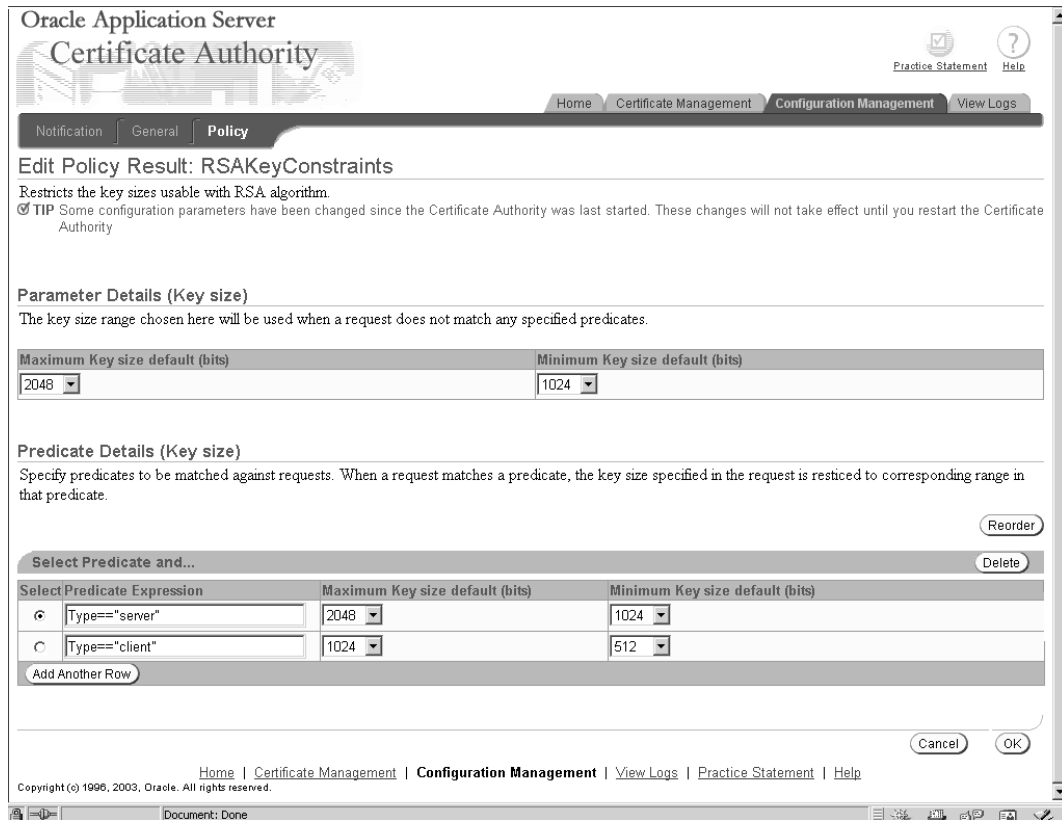 Oracle Application Server
Certificate Authority
Practice Statement Help
Home Certificate Management Configuration Management View Logs
Notification General Policy
Edit Policy Result: RSAKeyConstraints
Restricts the key sizes usable with RSA algorithm.
TIP Some configuration parameters have been changed since the Certificate Authority was last started. These changes will not take effect until you restart the Certificate
Authority
Parameter Details (Key size)
The key size range chosen here will be used when a request does not match any specified predicates.
Maximum Key size default (bits) Minimum Key size default (bits)
2048 1024
Predicate Details (Key size)
Specify predicates to be matched against requests. When a request matches a predicate, the key size specified in the request is resticed to corresponding range in
that predicate.
Reorder
Select Predicate and... Delete
Select Predicate Expression Maximum Key size default (bits) Minimum Key size default (bits)
Type=="server" 2048 1024
Type=="client" 1024 512
Add Another Row
Cancel OK
Home | Certificate Management | Configuration Management | View Logs | Practice Statement | Help
Copyright (c) 1996, 2003, Oracle. All rights reserved.
Document: Done